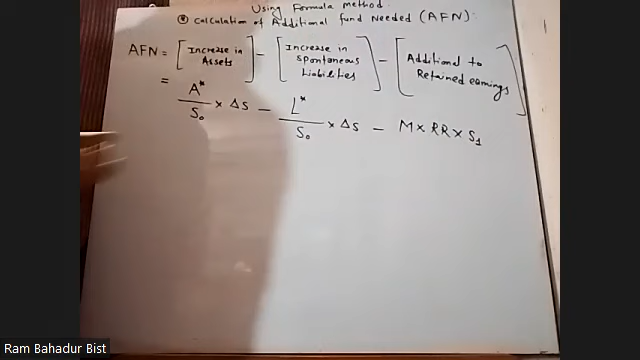 Using Formula method.
* Calculation of Additional fund Needed (AFN):
AFN = [Increase in Assets] - [Increase in spontaneous Liabilities] - [Additional to Retained earnings]
= A*/S₀ × ΔS - L*/S₀ × ΔS - M × RR × S₁
Ram Bahadur Bist